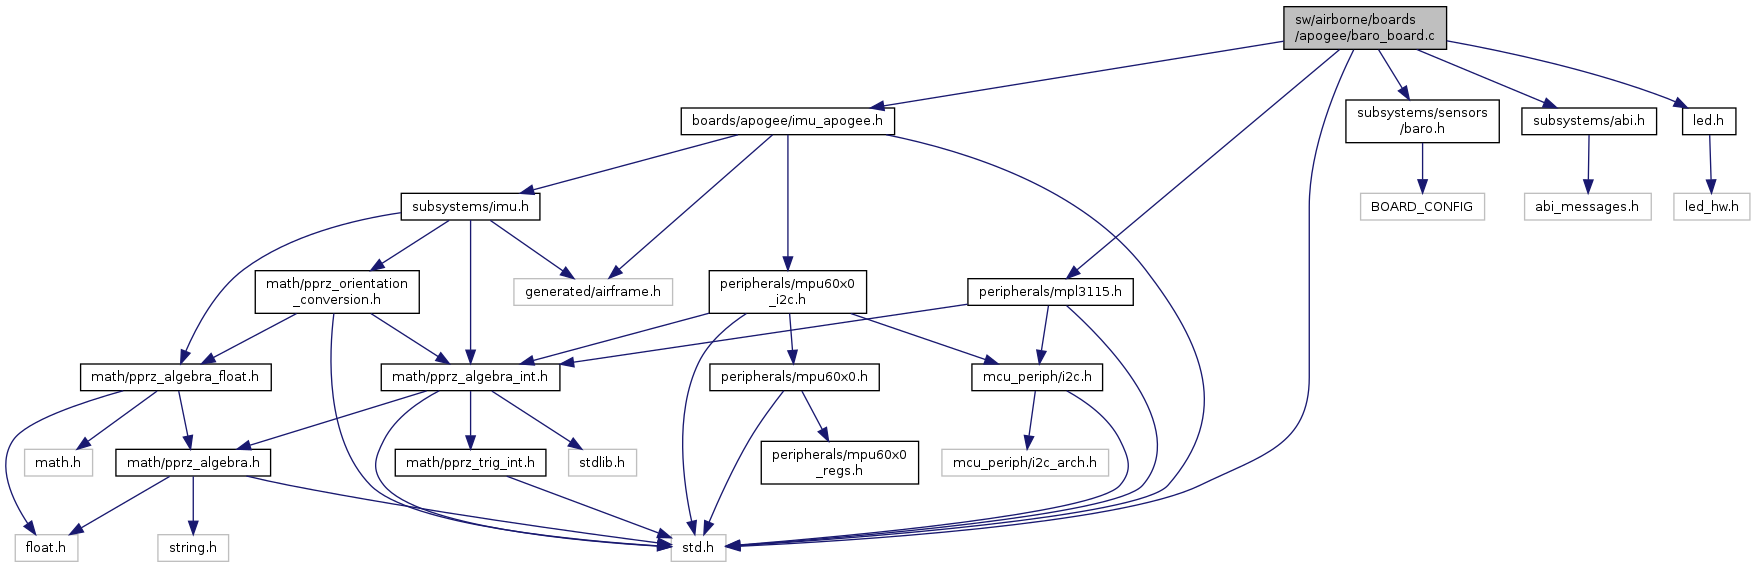 sw/airborne/boards
/apogee/baro_board.c
boards/apogee/imu_apogee.h
subsystems/sensors
/baro.h
subsystems/abi.h
led.h
subsystems/imu.h
BOARD_CONFIG
abi_messages.h
led_hw.h
math/pprz_orientation
_conversion.h
generated/airframe.h
peripherals/mpu60x0
_i2c.h
peripherals/mpl3115.h
math/pprz_algebra_float.h
math/pprz_algebra_int.h
peripherals/mpu60x0.h
mcu_periph/i2c.h
math.h
math/pprz_algebra.h
math/pprz_trig_int.h
stdlib.h
peripherals/mpu60x0
_regs.h
mcu_periph/i2c_arch.h
float.h
string.h
std.h